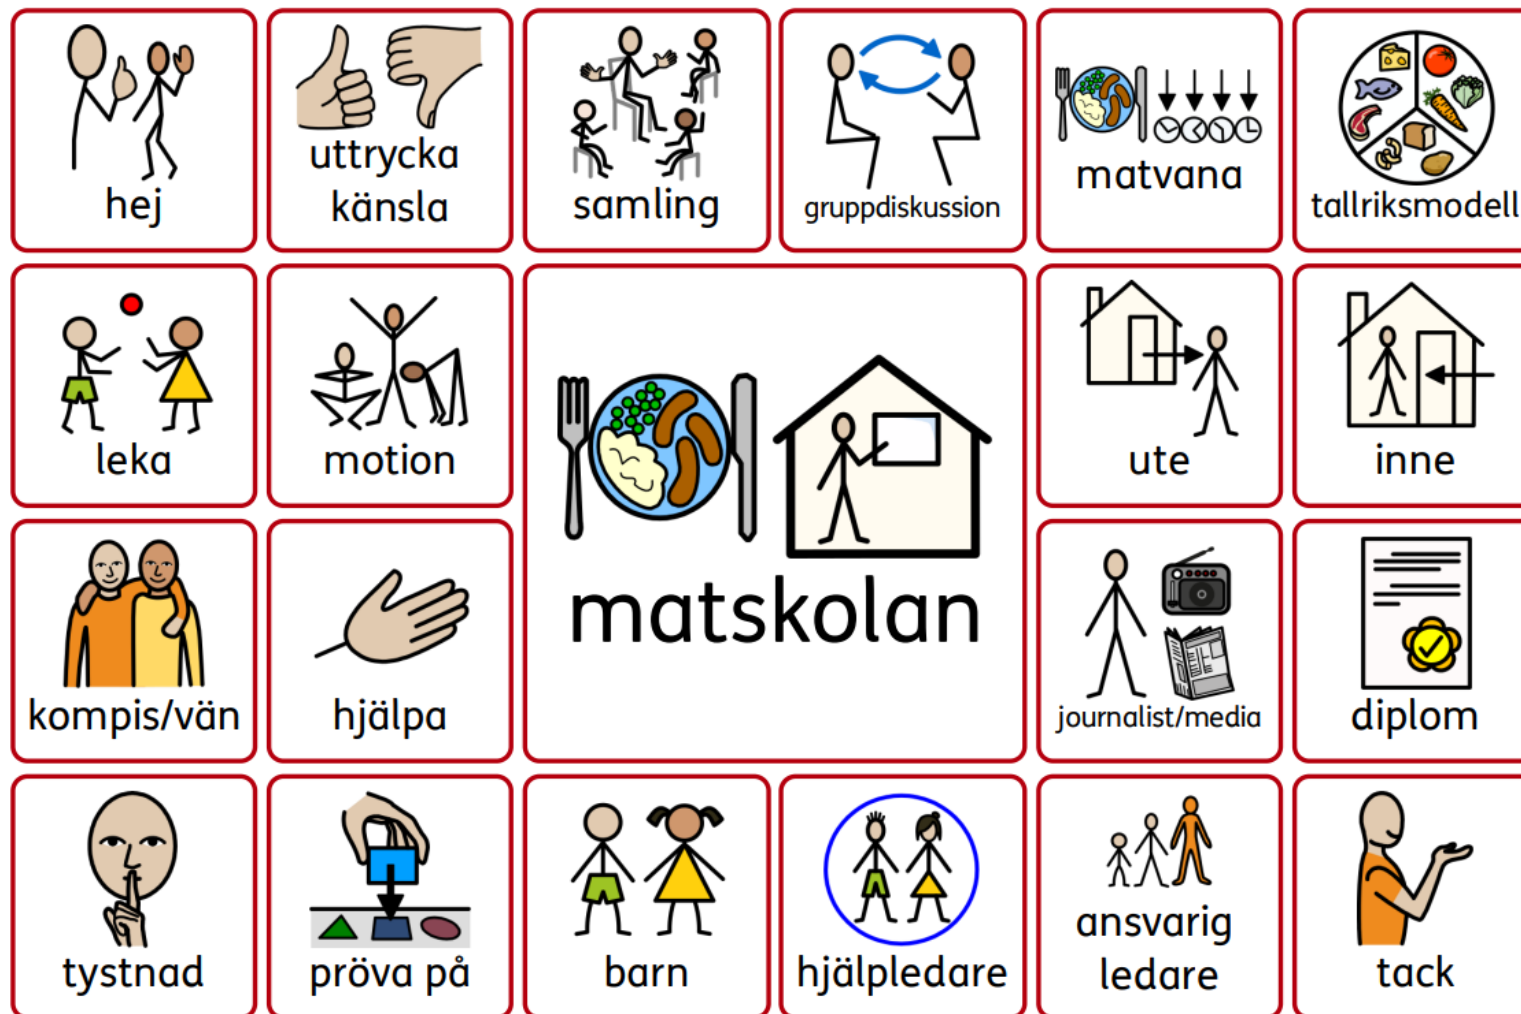 hej
uttrycka
känsla
samling
gruppdiskussion
matvana
tallriksmodell
leka
motion
matskolan
ute
inne
kompis/vän
hjälpa
journalist/media
diplom
tystnad
pröva på
barn
hjälpledare
ansvarig
ledare
tack